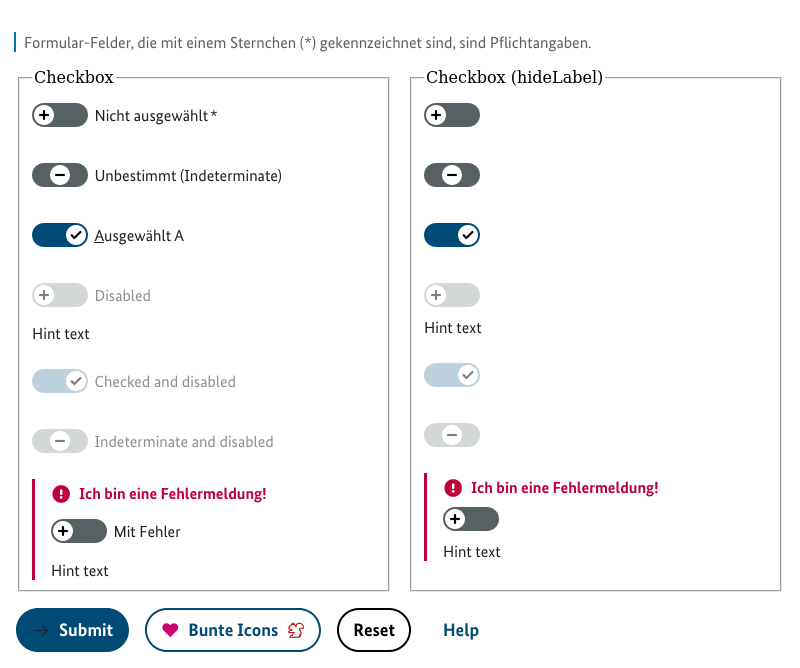 Formular-Felder, die mit einem Sternchen (*) gekennzeichnet sind, sind Pflichtangaben.
Checkbox
Nicht ausgewählt *
Unbestimmt (Indeterminate)
Ausgewählt A
Disabled
Hint text
Checked and disabled
Indeterminate and disabled
Ich bin eine Fehlermeldung!
Mit Fehler
Hint text
Checkbox (hideLabel)
Hint text
Ich bin eine Fehlermeldung!
Hint text
Submit
Bunte Icons
Reset
Help